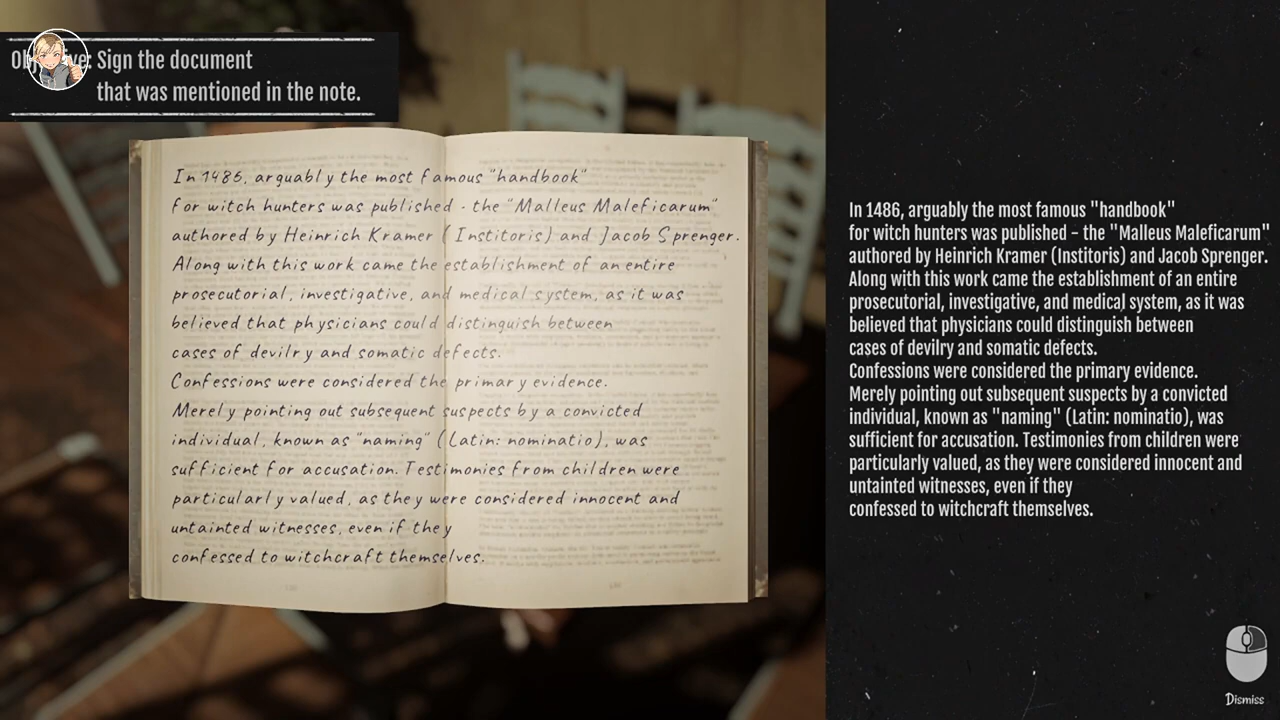 Objective: Sign the document
that was mentioned in the note.
In 1486, arguably the most famous "handbook"
for witch hunters was published - the "Malleus Maleficarum"
authored by Heinrich Kramer (Institoris) and Jacob Sprenger.
Along with this work came the establishment of an entire
prosecutorial, investigative, and medical system, as it was
believed that physicians could distinguish between
cases of devilry and somatic defects.
Confessions were considered the primary evidence.
Merely pointing out subsequent suspects by a convicted
individual, known as "naming" (Latin: nominatio), was
sufficient for accusation. Testimonies from children were
particularly valued, as they were considered innocent and
untainted witnesses, even if they
confessed to witchcraft themselves.
In 1486, arguably the most famous "handbook"
for witch hunters was published - the "Malleus Maleficarum"
authored by Heinrich Kramer (Institoris) and Jacob Sprenger.
Along with this work came the establishment of an entire
prosecutorial, investigative, and medical system, as it was
believed that physicians could distinguish between
cases of devilry and somatic defects.
Confessions were considered the primary evidence.
Merely pointing out subsequent suspects by a convicted
individual, known as "naming" (Latin: nominatio), was
sufficient for accusation. Testimonies from children were
particularly valued, as they were considered innocent and
untainted witnesses, even if they
confessed to witchcraft themselves.
Dismiss